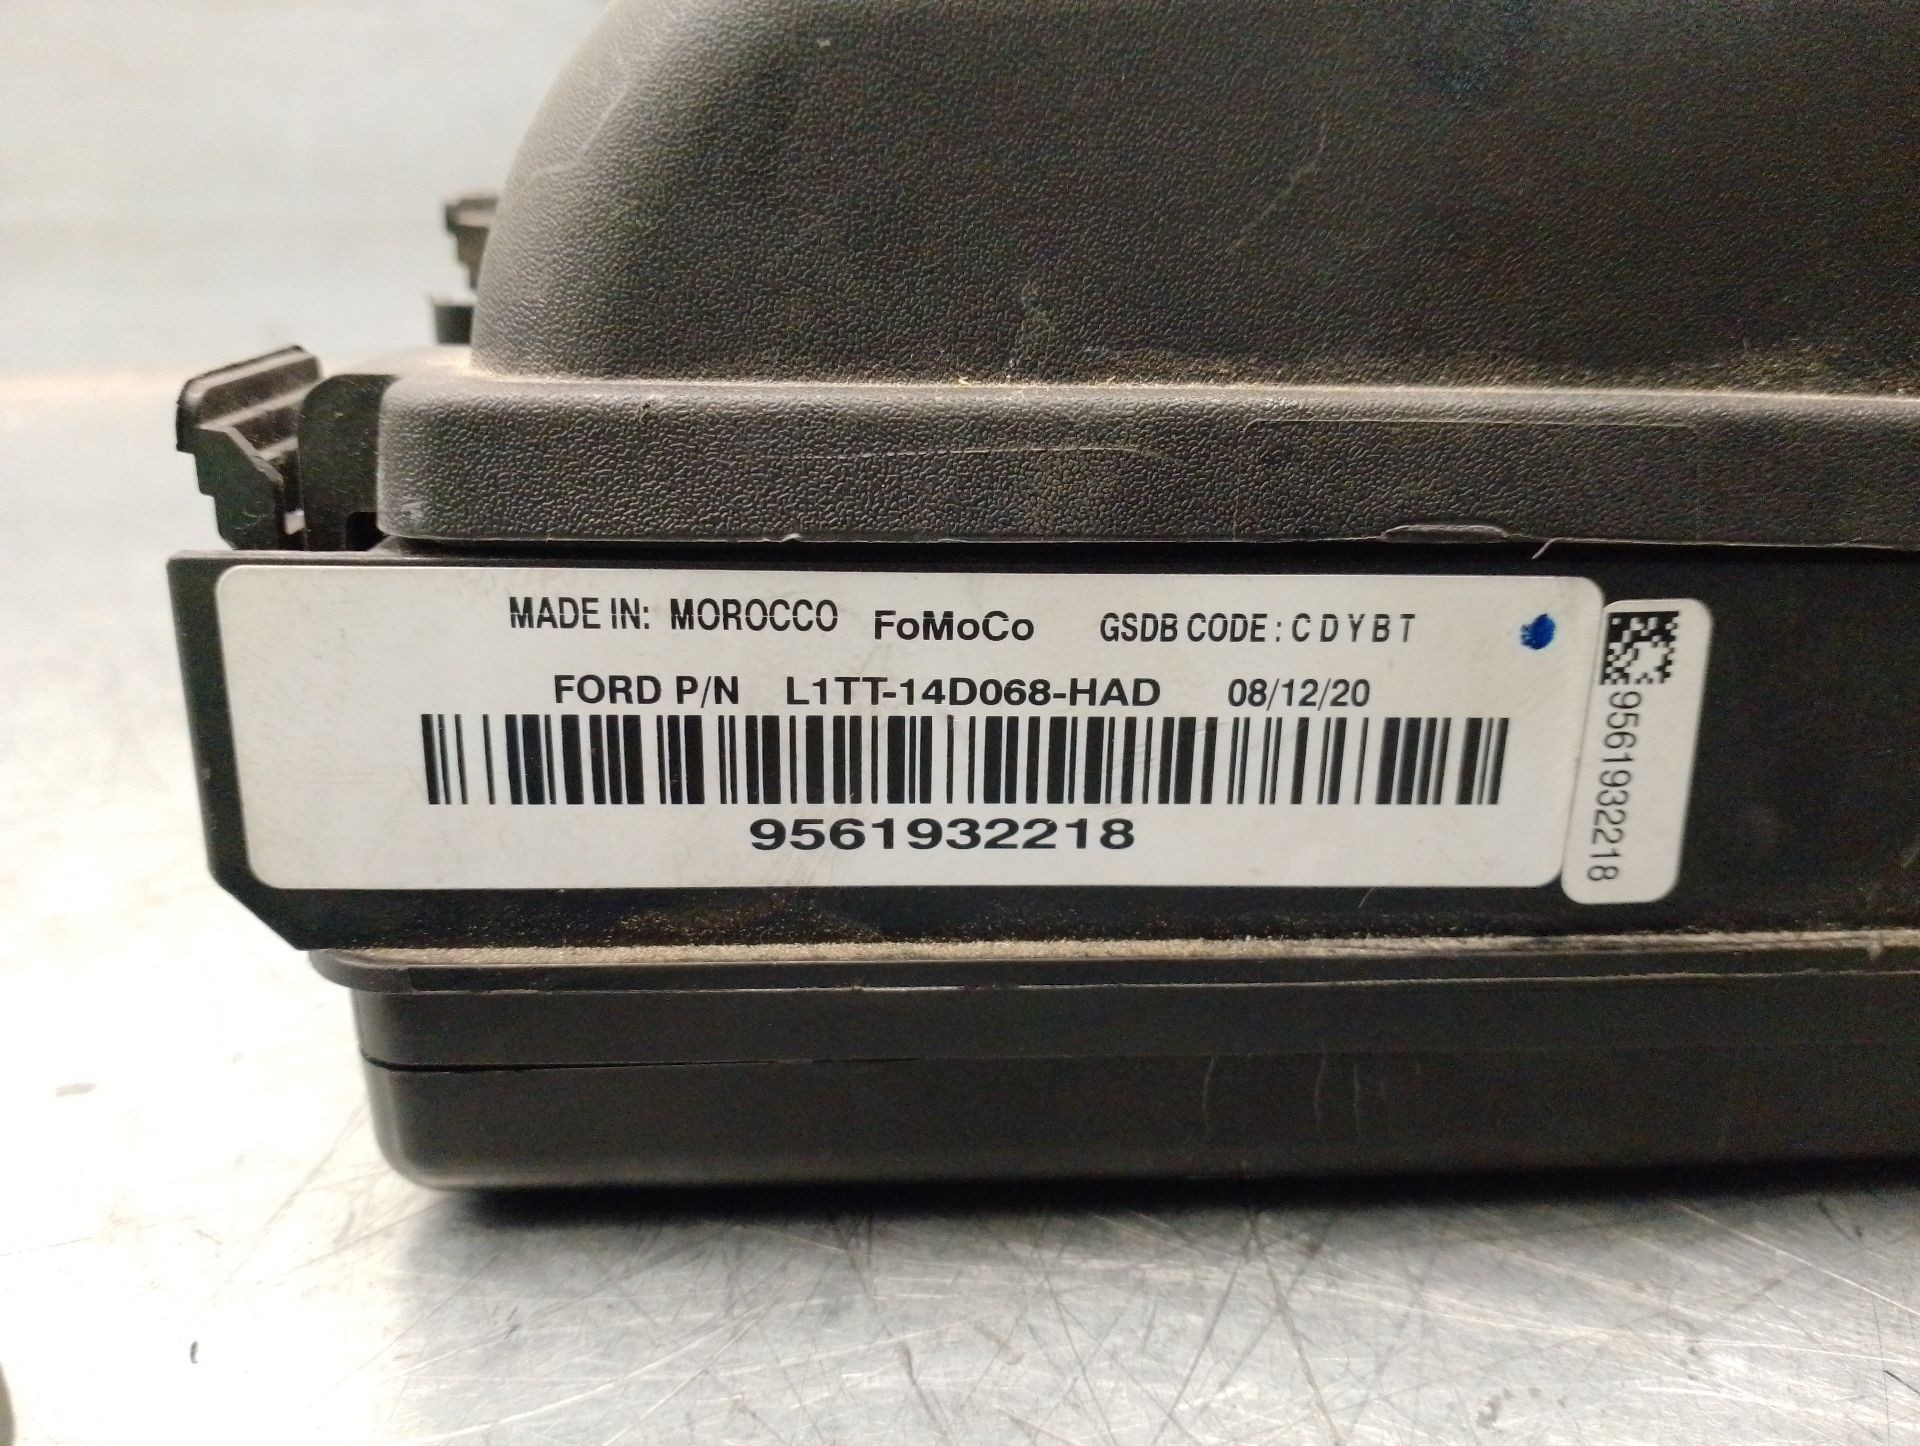 MADE IN: MOROCCO FoMoCo GSDB CODE : C D Y B T
FORD P/N L1TT-14D068-HAD 08/12/20
9561932218
9561932218